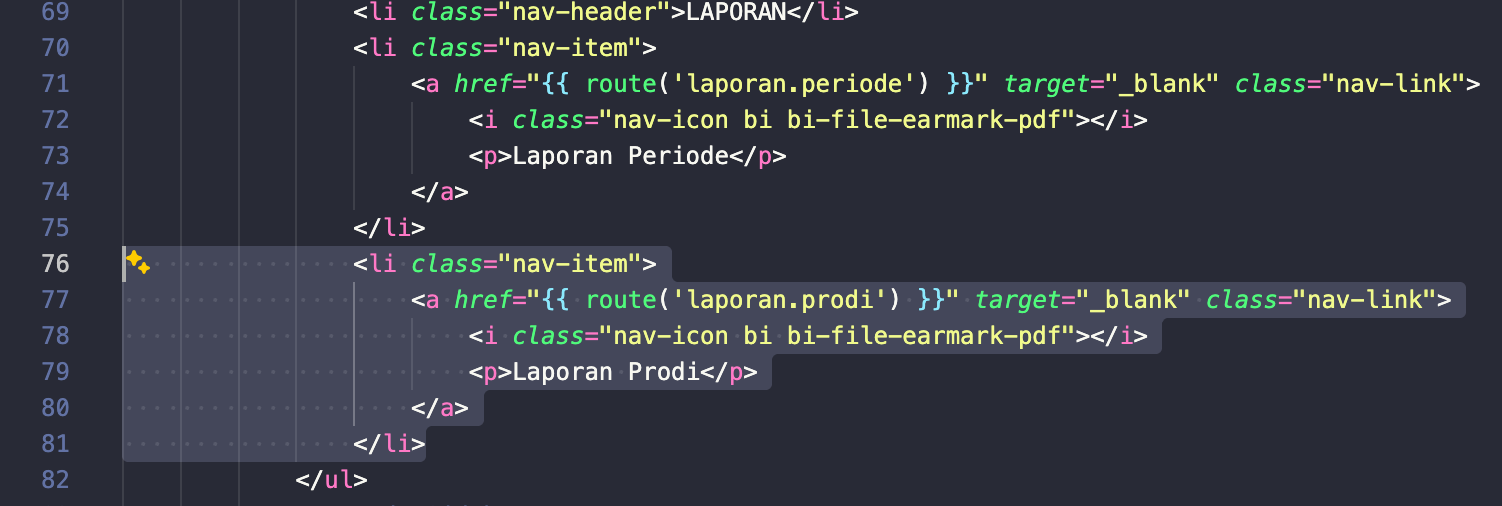 69 <li class="nav-header">LAPORAN</li>
70 <li class="nav-item">
71 <a href="{{ route('laporan.periode') }}" target="_blank" class="nav-link">
72 <i class="nav-icon bi bi-file-earmark-pdf"></i>
73 <p>Laporan Periode</p>
74 </a>
75 </li>
76 <li class="nav-item">
77 <a href="{{ route('laporan.prodi') }}" target="_blank" class="nav-link">
78 <i class="nav-icon bi bi-file-earmark-pdf"></i>
79 <p>Laporan Prodi</p>
80 </a>
81 </li>
82 </ul>